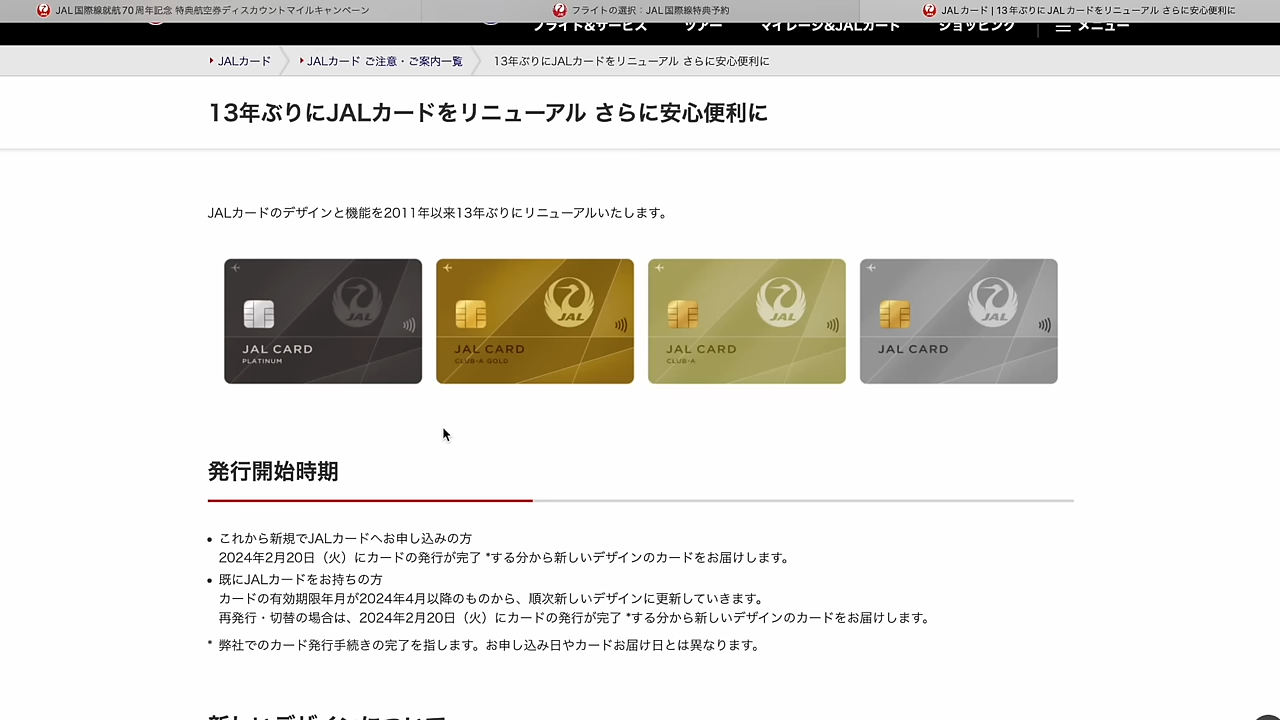 JAL国際線就航70周年記念 特典航空券ディスカウントマイルキャンペーン
フライトの選択：JAL国際線特典予約
JALカード | 13年ぶりにJALカードをリニューアル さらに安心便利に
フライト&サービス ツアー マイレージ&JALカード ショッピング メニュー
JALカード JALカード ご注意・ご案内一覧 13年ぶりにJALカードをリニューアル さらに安心便利に
13年ぶりにJALカードをリニューアル さらに安心便利に
JALカードのデザインと機能を2011年以来13年ぶりにリニューアルいたします。
JAL JAL JAL JAL
JAL CARD JAL CARD JAL CARD JAL CARD
PLATINUM CLUB-A GOLD CLUB-A
発行開始時期
• これから新規でJALカードへお申し込みの方
2024年2月20日（火）にカードの発行が完了 *する分から新しいデザインのカードをお届けします。
• 既にJALカードをお持ちの方
カードの有効期限年月が2024年4月以降のものから、順次新しいデザインに更新していきます。
再発行・切替の場合は、2024年2月20日（火）にカードの発行が完了 *する分から新しいデザインのカードをお届けします。
* 弊社でのカード発行手続きの完了を指します。お申し込み日やカードお届け日とは異なります。
新しいデザインについて